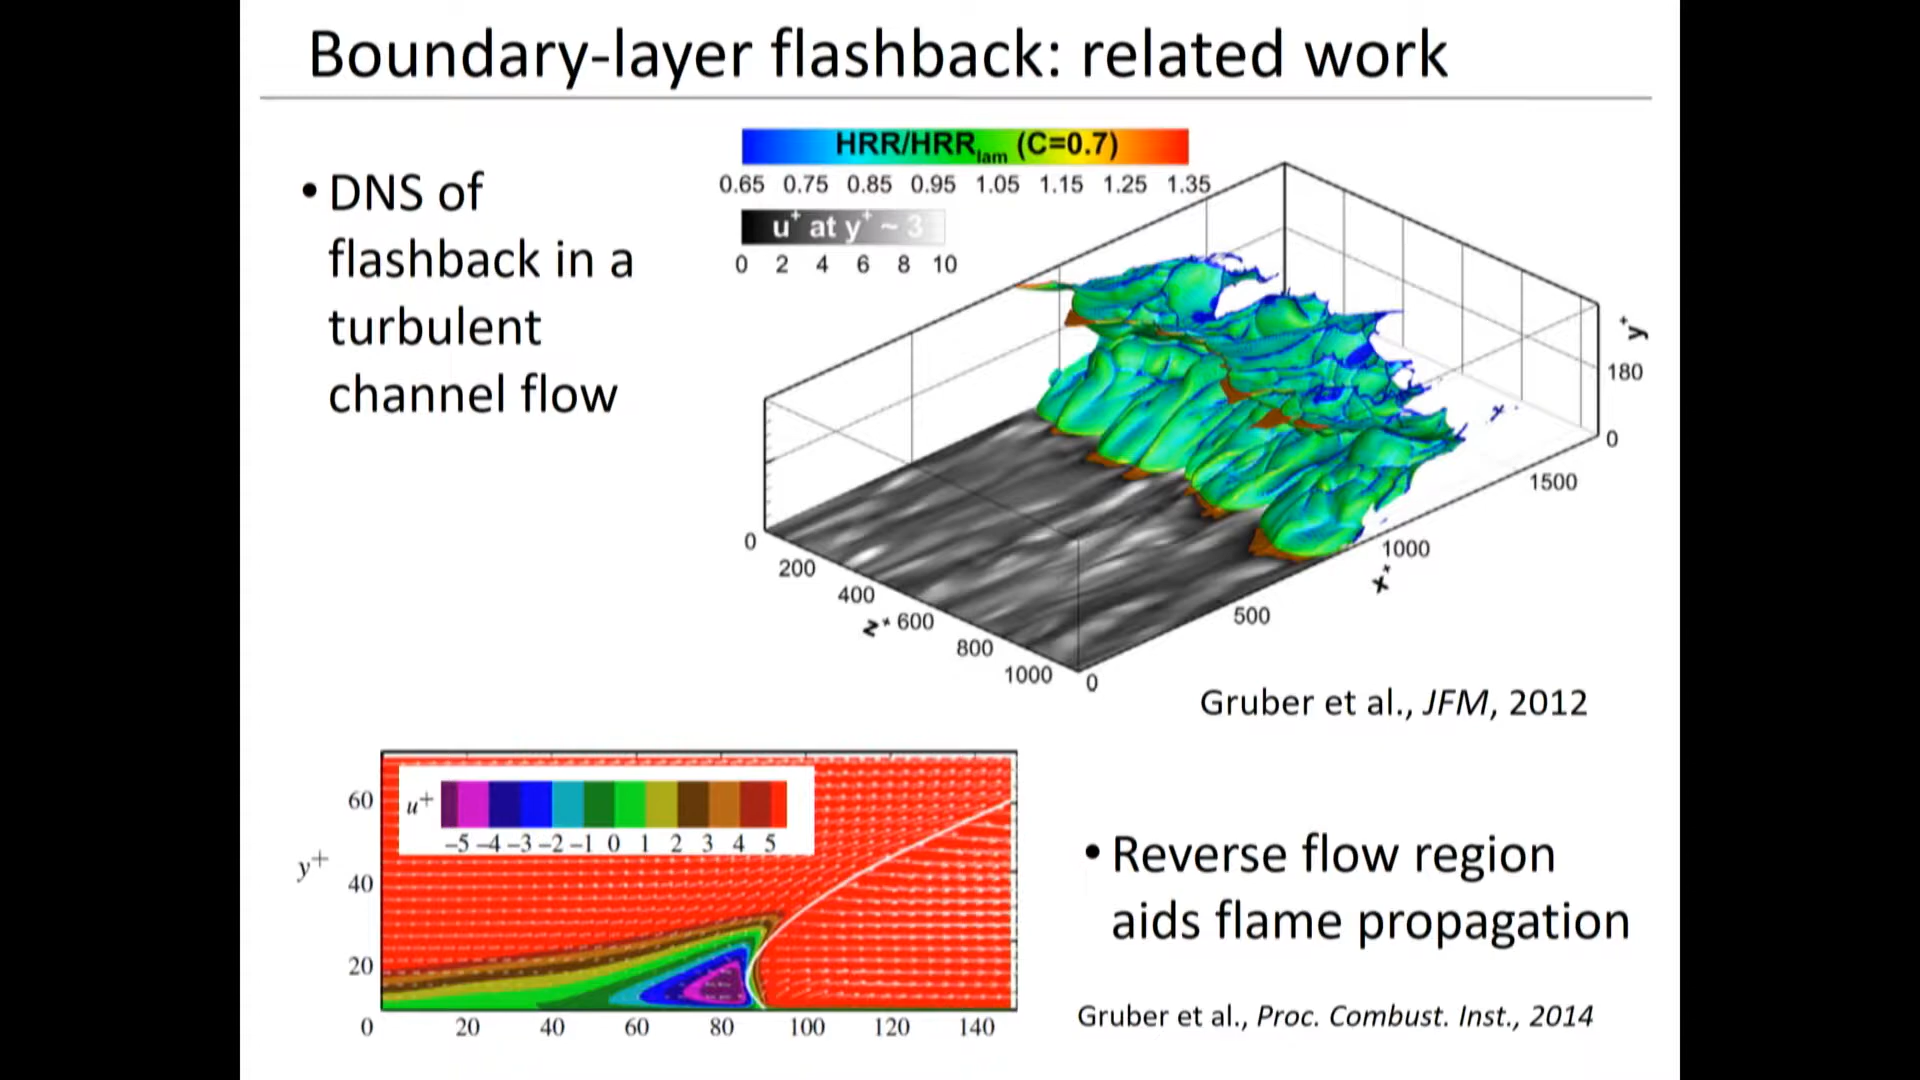 Boundary-layer flashback: related work
• DNS of
flashback in a
turbulent
channel flow
HRR/HRRlam (C=0.7)
0.65 0.75 0.85 0.95 1.05 1.15 1.25 1.35
u+ at y+ ~ 3
0 2 4 6 8 10
y+
180
0
1500
1000
x+
500
0
0
200
400
z+ 600
800
1000
Gruber et al., JFM, 2012
u+
−5 −4 −3 −2 −1 0 1 2 3 4 5
y+
60
40
20
0 20 40 60 80 100 120 140
• Reverse flow region
aids flame propagation
Gruber et al., Proc. Combust. Inst., 2014